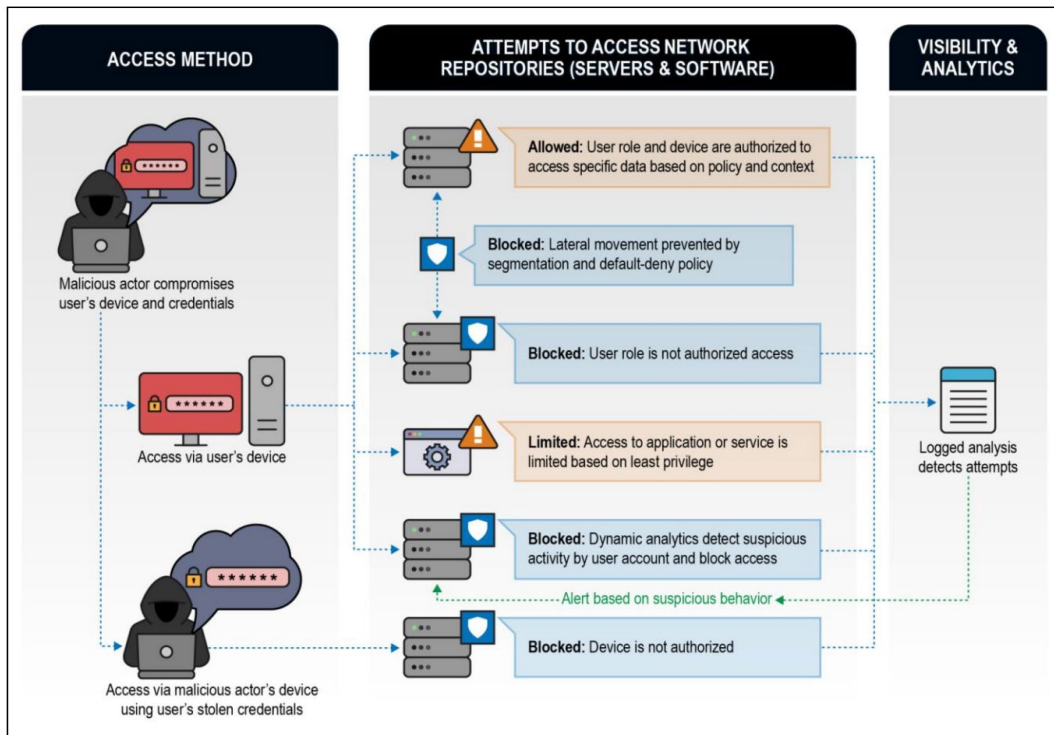 ACCESS METHOD
ATTEMPTS TO ACCESS NETWORK
REPOSITORIES (SERVERS & SOFTWARE)
VISIBILITY &
ANALYTICS
******
Malicious actor compromises
user’s device and credentials
******
Access via user’s device
******
Access via malicious actor’s device
using user’s stolen credentials
Allowed: User role and device are authorized to
access specific data based on policy and context
Blocked: Lateral movement prevented by
segmentation and default-deny policy
Blocked: User role is not authorized access
Limited: Access to application or service is
limited based on least privilege
Blocked: Dynamic analytics detect suspicious
activity by user account and block access
Alert based on suspicious behavior
Blocked: Device is not authorized
Logged analysis
detects attempts